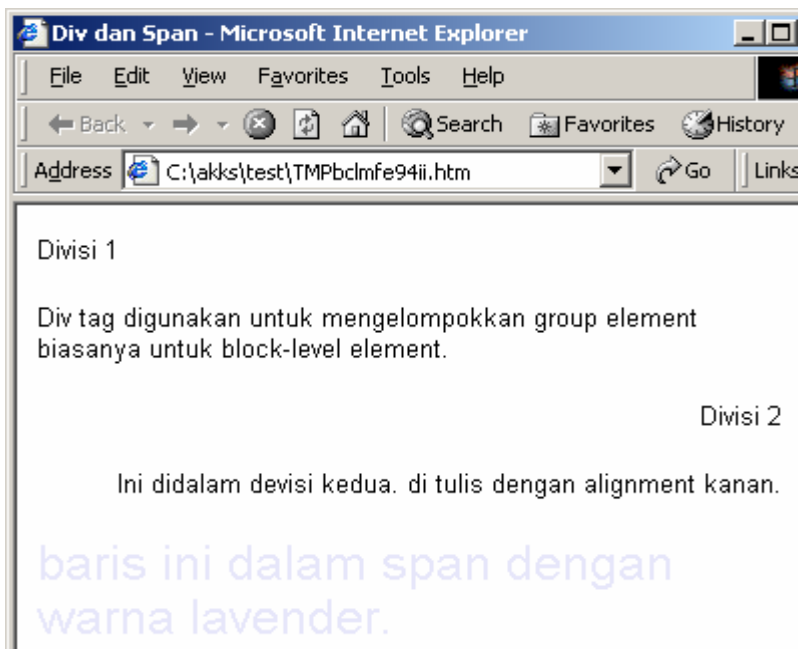 Div dan Span - Microsoft Internet Explorer
File Edit View Favorites Tools Help
Back Search Favorites History
Address C:\akks\test\TMPbclmfe94ii.htm Go Links
Divisi 1
Div tag digunakan untuk mengelompokkan group element
biasanya untuk block-level element.
Divisi 2
Ini didalam devisi kedua. di tulis dengan alignment kanan.
baris ini dalam span dengan
warna lavender.